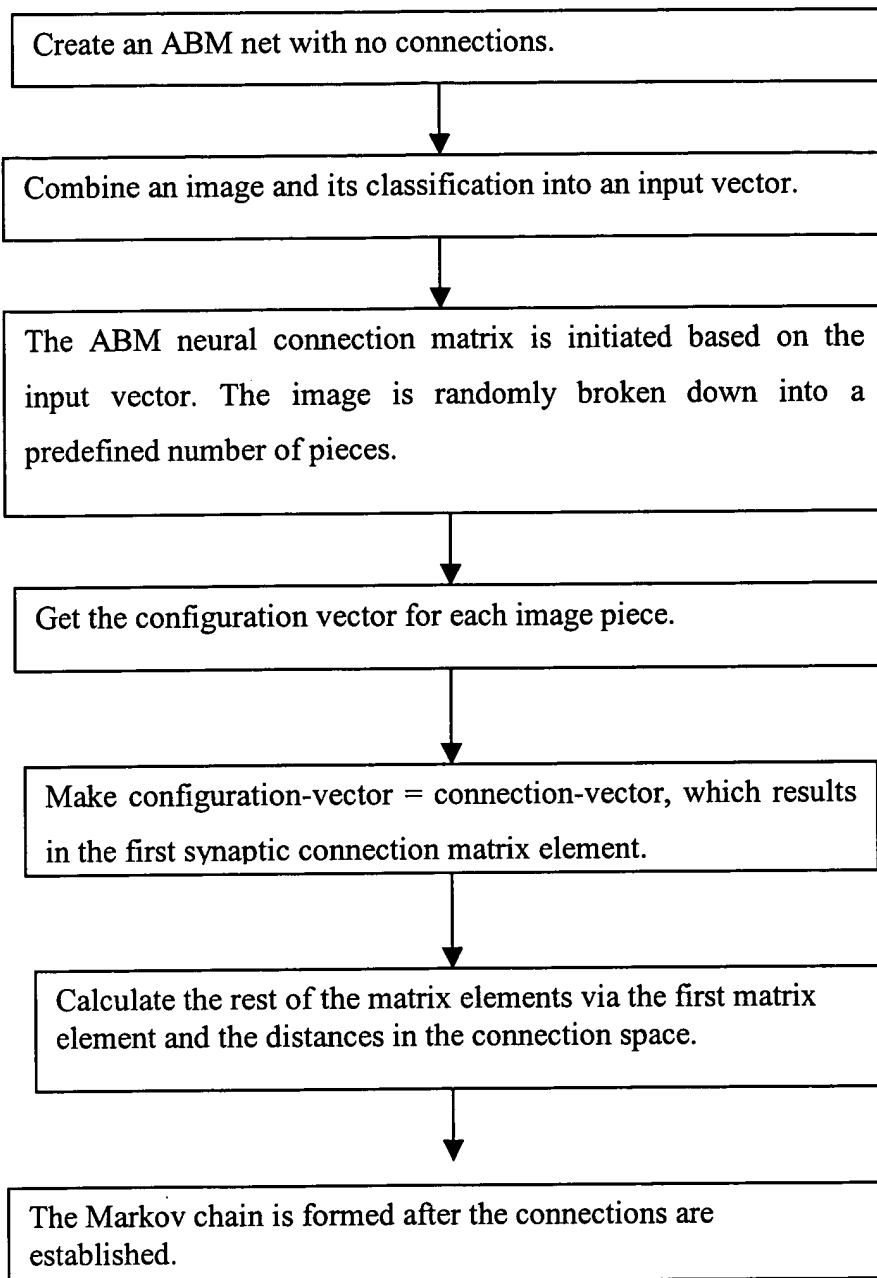 Create an ABM net with no connections.
Combine an image and its classification into an input vector.
The ABM neural connection matrix is initiated based on the
input vector. The image is randomly broken down into a
predefined number of pieces.
Get the configuration vector for each image piece.
Make configuration-vector = connection-vector, which results
in the first synaptic connection matrix element.
Calculate the rest of the matrix elements via the first matrix
element and the distances in the connection space.
The Markov chain is formed after the connections are
established.